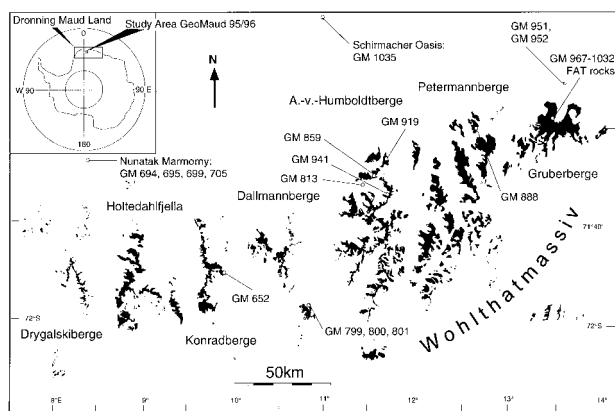 Dronning Maud Land
Study Area GeoMaud 95/96
0
W 90
90 E
180
N
Schirmacher Oasis:
GM 1035
GM 951,
GM 952
GM 967-1032
FAT rocks
Petermannberge
A.-v.-Humboldtberge
GM 919
GM 859
GM 941
GM 813
Nunatak Marmomy:
GM 694, 695, 699, 705
Dallmannberge
Gruberberge
GM 888
Holtedahlfjella
71°40'
Wohlthatmassiv
GM 652
72°S
72°S
GM 799, 800, 801
Drygalskiberge
Konradberge
50km
8°E
9°
10°
11°
12°
13°
14°